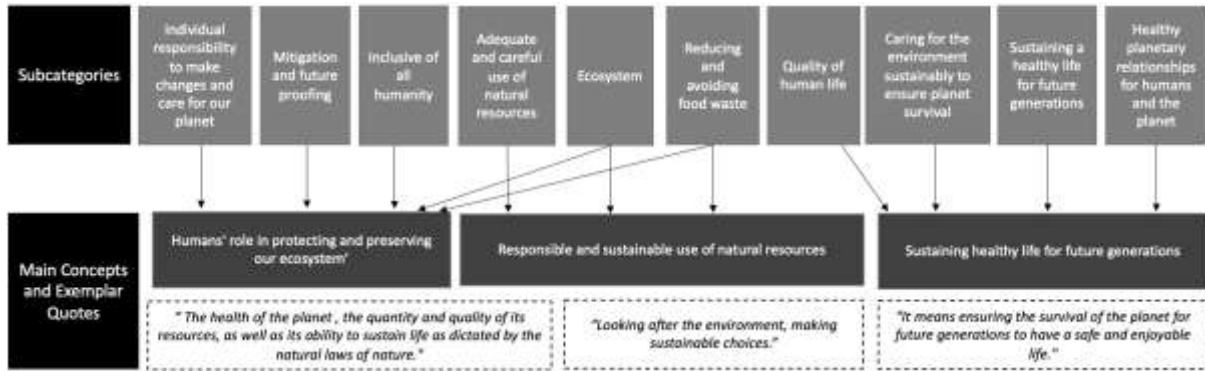 Subcategories
Individual
responsibility
to make
changes and
care for our
planet
Mitigation
and future
proofing
Inclusive of
all
humanity
Adequate
and careful
use of
natural
resources
Ecosystem
Reducing
and
avoiding
food waste
Quality of
human life
Caring for the
environment
sustainably to
ensure planet
survival
Sustaining a
healthy life
for future
generations
Healthy
planetary
relationships
for humans
and the
planet
Main Concepts
and Exemplar
Quotes
Humans' role in protecting and preserving
our ecosystem'
Responsible and sustainable use of natural resources
Sustaining healthy life for future generations
" The health of the planet , the quantity and quality of its
resources, as well as its ability to sustain life as dictated by the
natural laws of nature."
"Looking after the environment, making
sustainable choices."
"It means ensuring the survival of the planet for
future generations to have a safe and enjoyable
life."